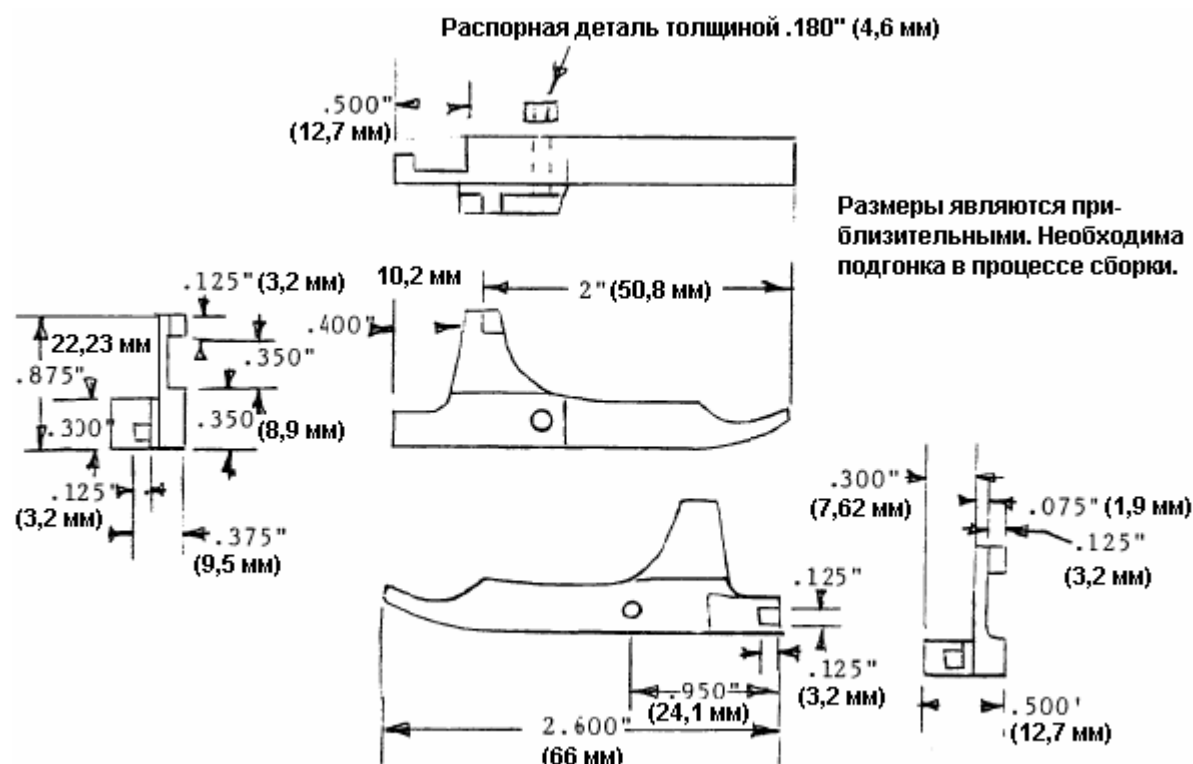 Распорная деталь толщиной .180" (4,6 мм)
.500"
(12,7 мм)
Размеры являются при-
близительными. Необходима
подгонка в процессе сборки.
.125" (3,2 мм)
10,2 мм
2" (50,8 мм)
.400"
22,23 мм
.875"
.350"
.300"
.350
(8,9 мм)
.125"
(3,2 мм)
.375"
(9,5 мм)
.300"
(7,62 мм)
.075" (1,9 мм)
.125"
(3,2 мм)
.125"
.125"
(3,2 мм)
.950"
(24,1 мм)
2.600"
(66 мм)
.500'
(12,7 мм)